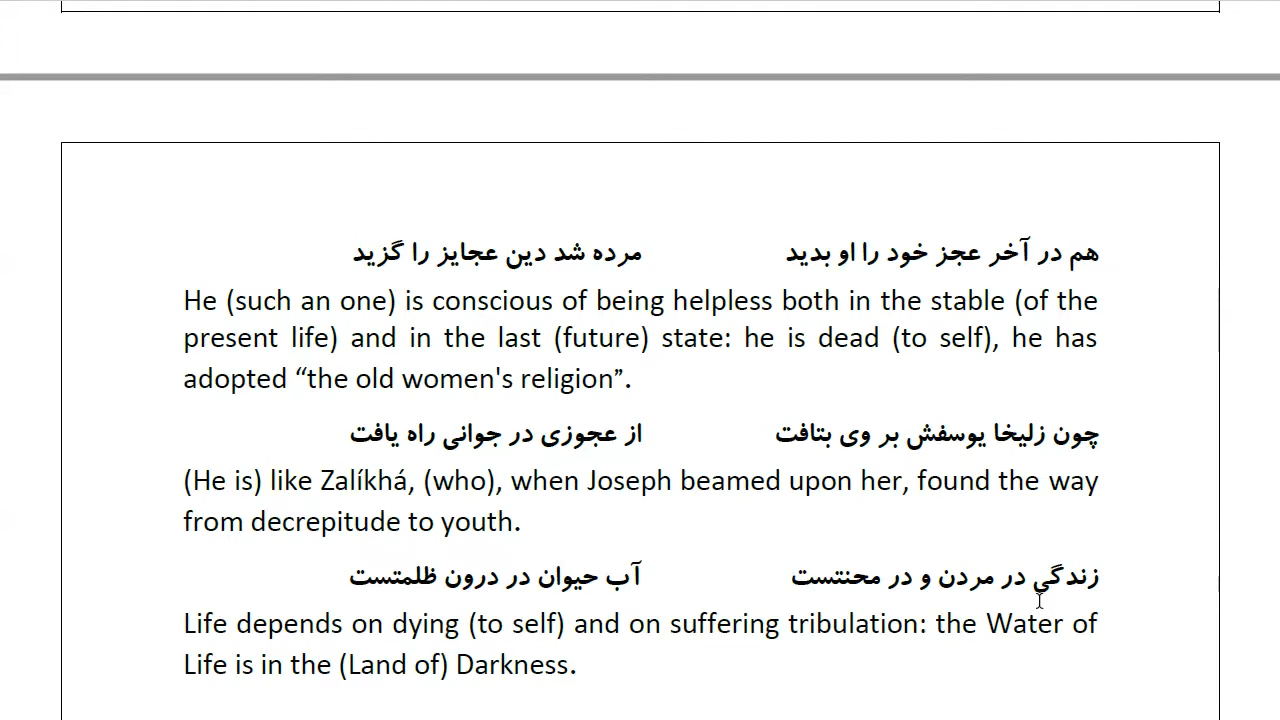 هم در آخر عجز خود را او بدید مرده شد دین عجایز را گزید
He (such an one) is conscious of being helpless both in the stable (of the
present life) and in the last (future) state: he is dead (to self), he has
adopted “the old women's religion”.
چون زلیخا یوسفش بر وی بتافت از عجوزی در جوانی راه یافت
(He is) like Zalíkhá, (who), when Joseph beamed upon her, found the way
from decrepitude to youth.
زندگی در مردن و در محنتست آب حیوان در درون ظلمتست
Life depends on dying (to self) and on suffering tribulation: the Water of
Life is in the (Land of) Darkness.